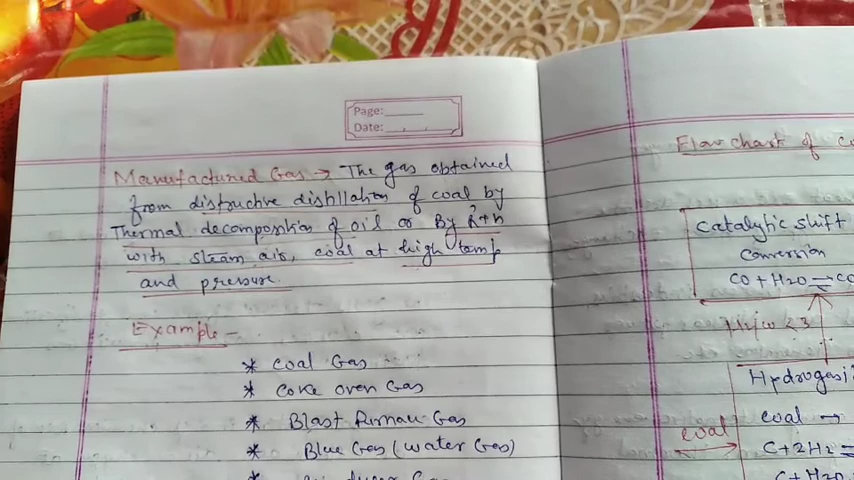 Page:
Date:
Manufactured Gas → The gas obtained
from distructive distillation of coal by
Thermal decomposition of oil or By R^x+n
with steam air, coal at high temp
and pressure.
Example -
* Coal Gas
* Coke oven Gas
* Blast Furnace Gas
* Blue Gas (water Gas)
Gas
Flow chart of
Catalytic shift
conversion
CO + H2O ⇌
Hydrogasi
coal
coal →
C + 2H2 =
C + H2O